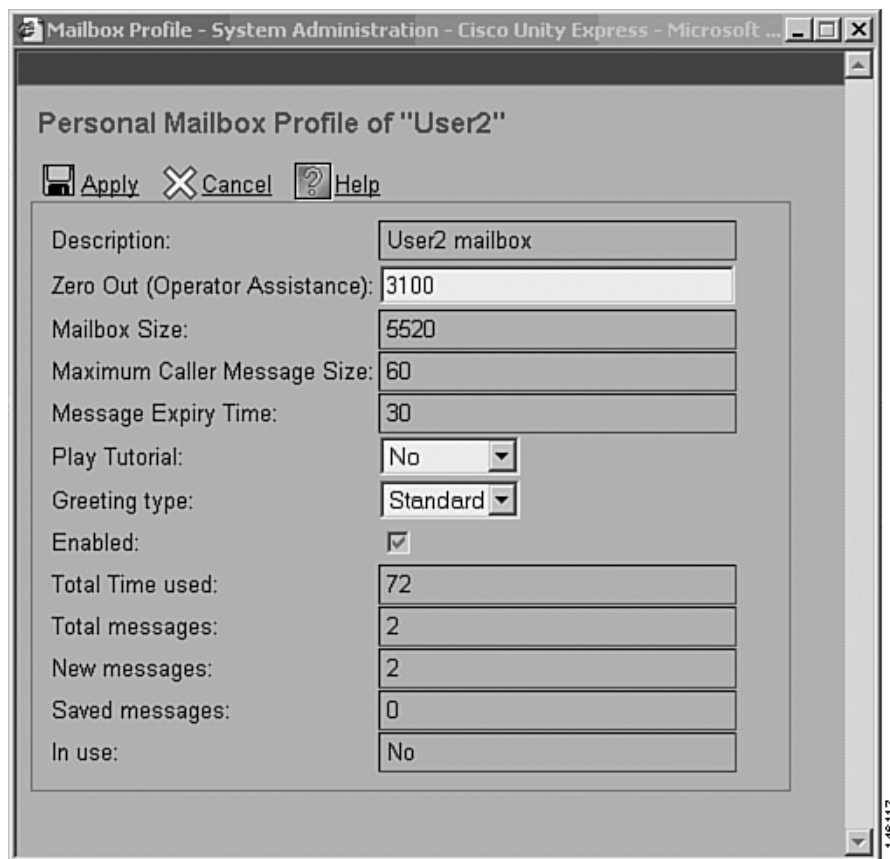 Mailbox Profile - System Administration - Cisco Unity Express - Microsoft ...
Personal Mailbox Profile of "User2"
Apply Cancel ? Help
Description: User2 mailbox
Zero Out (Operator Assistance): 3100
Mailbox Size: 5520
Maximum Caller Message Size: 60
Message Expiry Time: 30
Play Tutorial: No
Greeting type: Standard
Enabled:
Total Time used: 72
Total messages: 2
New messages: 2
Saved messages: 0
In use: No